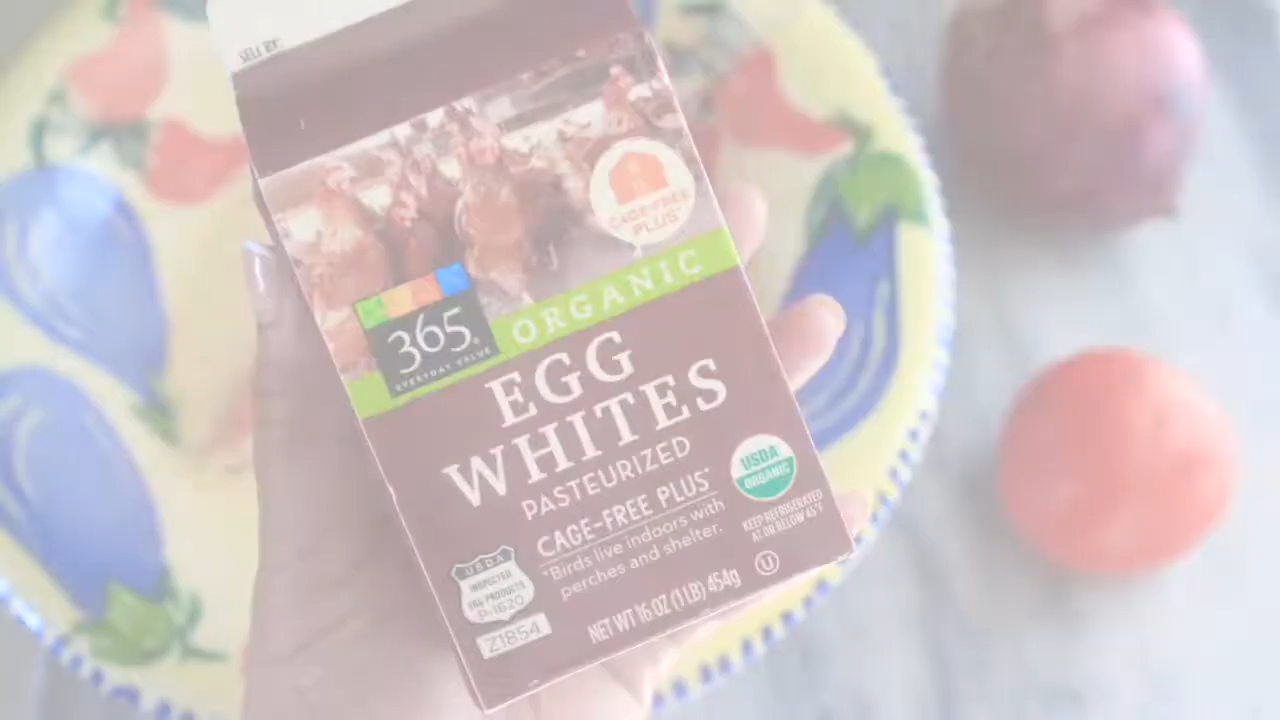 SELL BY:
CAGE-FREE
PLUS*
ORGANIC
365®
EVERYDAY VALUE
EGG
WHITES
PASTEURIZED
CAGE-FREE PLUS*
*Birds live indoors with
perches and shelter.
USDA
ORGANIC
KEEP REFRIGERATED
AT OR BELOW 45°F
U
USDA
INSPECTED
EGG PRODUCTS
P-1620
Z1854
NET WT 16 OZ (1 LB) 454g